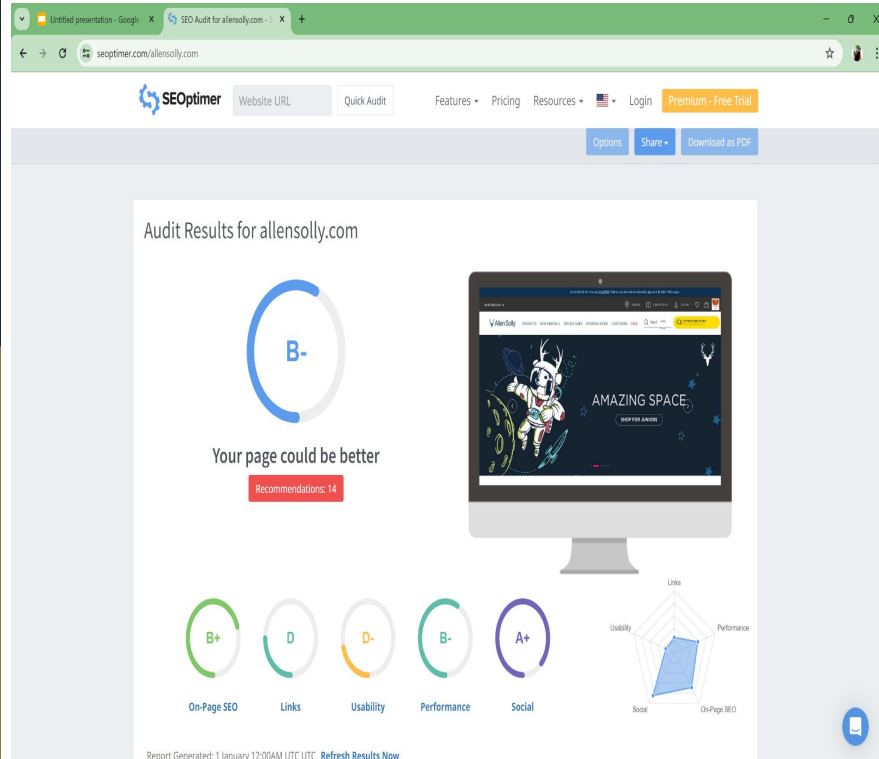 Untitled presentation - Google
SEO Audit for allensolly.com - S
seoptimer.com/allensolly.com
SEOptimer
Website URL
Quick Audit
Features
Pricing
Resources
Login
Premium - Free Trial
Options
Share
Download as PDF
Audit Results for allensolly.com
B-
Your page could be better
Recommendations: 14
Allen Solly
AMAZING SPACE
SHOP FOR JUNIORS
B+
D
D-
B-
A+
On-Page SEO
Links
Usability
Performance
Social
Links
Usability
Performance
Social
On-Page SEO
Report Generated: 1 January 12:00AM UTC UTC Refresh Results Now